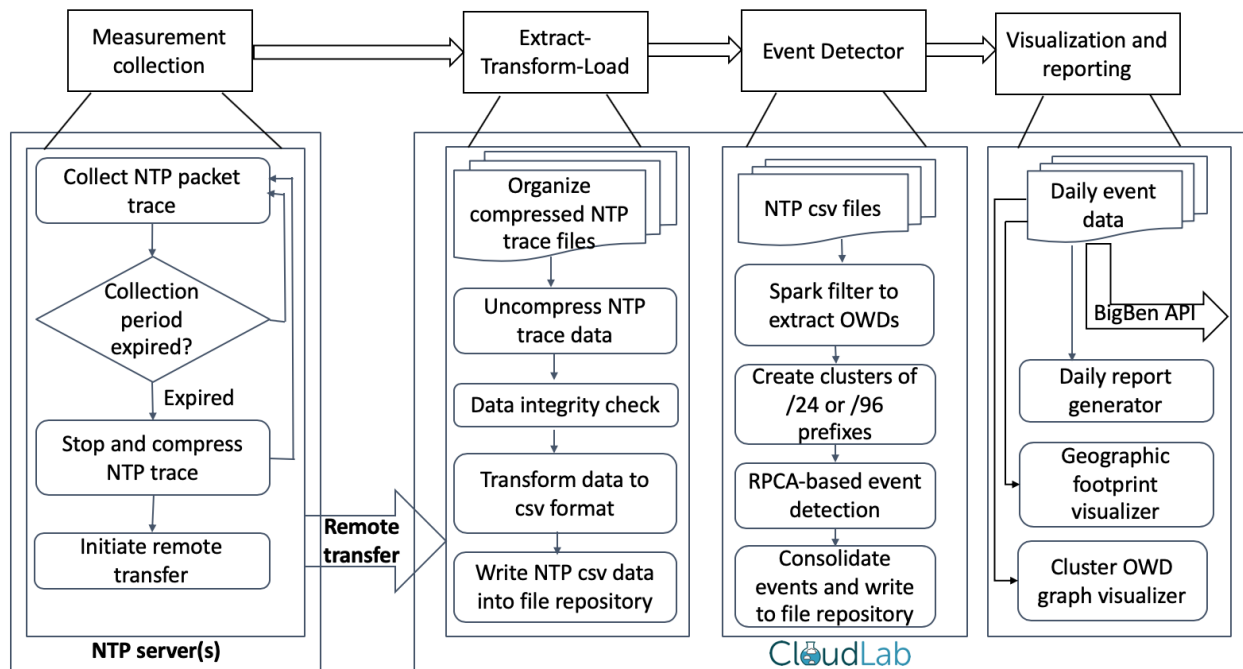 Measurement
collection
Extract-
Transform-Load
Event Detector
Visualization and
reporting
Collect NTP packet
trace
Collection
period
expired?
Expired
Stop and compress
NTP trace
Initiate remote
transfer
NTP server(s)
Remote
transfer
Organize
compressed NTP
trace files
Uncompress NTP
trace data
Data integrity check
Transform data to
csv format
Write NTP csv data
into file repository
NTP csv files
Spark filter to
extract OWDs
Create clusters of
/24 or /96
prefixes
RPCA-based event
detection
Consolidate
events and write
to file repository
CloudLab
Daily event
data
BigBen API
Daily report
generator
Geographic
footprint
visualizer
Cluster OWD
graph visualizer